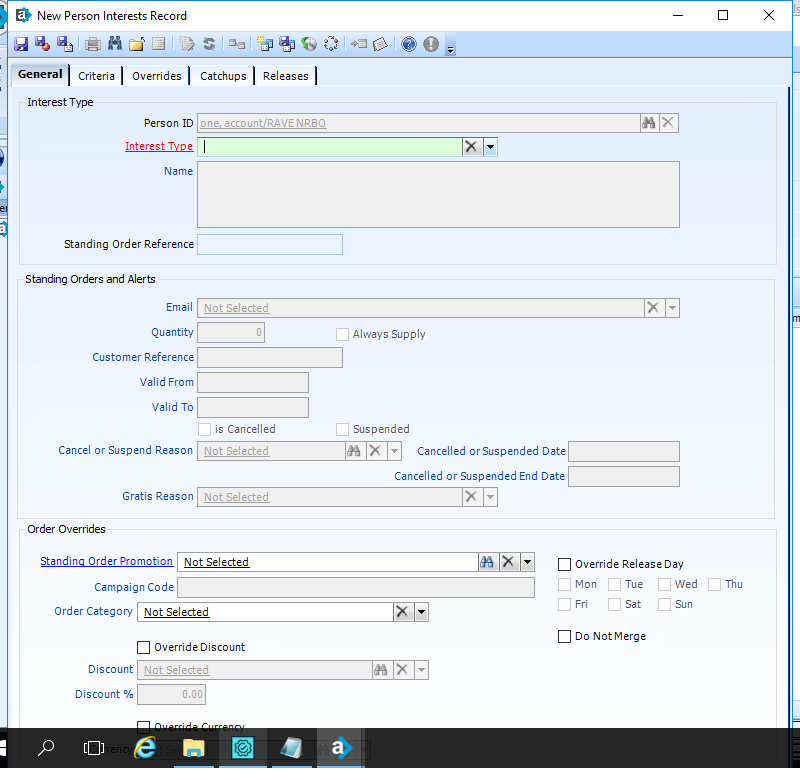 New Person Interests Record
General Criteria Overrides Catchups Releases
Interest Type
Person ID one, account/RAVENRBO
Interest Type
Name
Standing Order Reference
Standing Orders and Alerts
Email Not Selected
Quantity 0 Always Supply
Customer Reference
Valid From
Valid To
is Cancelled Suspended
Cancel or Suspend Reason Not Selected Cancelled or Suspended Date
Cancelled or Suspended End Date
Gratis Reason Not Selected
Order Overrides
Standing Order Promotion Not Selected Override Release Day
Campaign Code Mon Tue Wed Thu
Fri Sat Sun
Order Category Not Selected
Do Not Merge
Override Discount
Discount Not Selected
Discount % 0.00
Override Currency